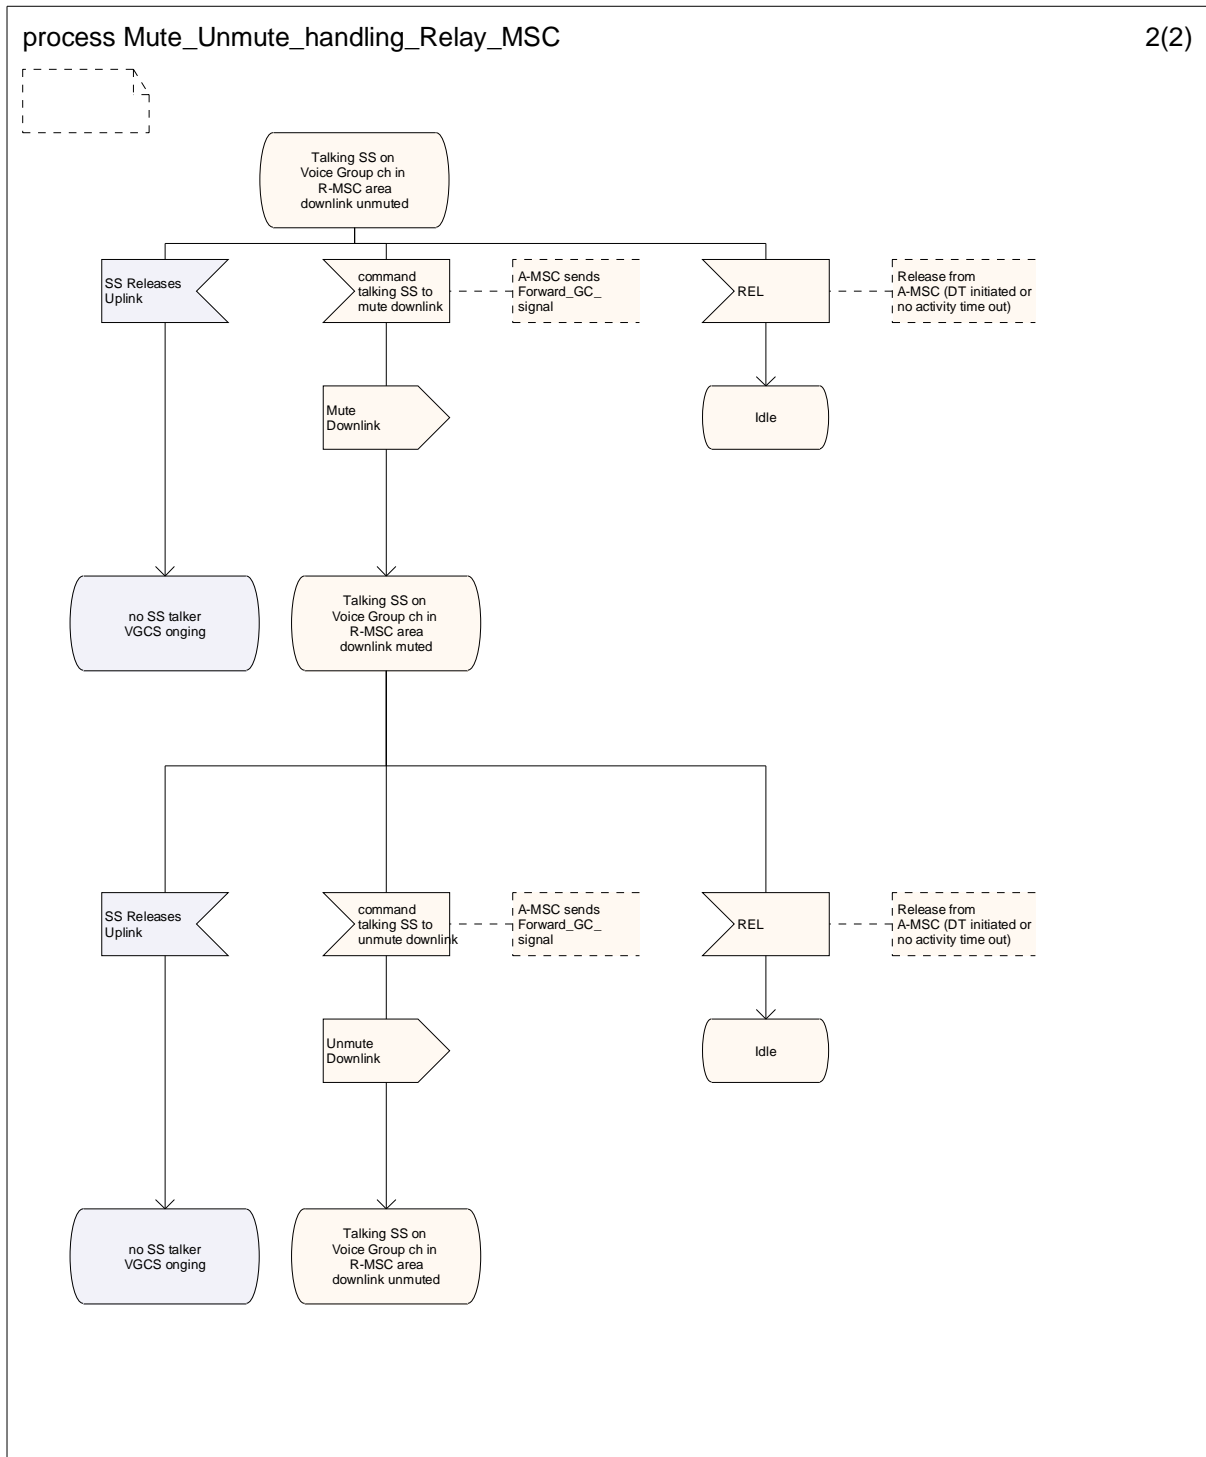 process Mute_Unmute_handling_Relay_MSC
2(2)
Talking SS on
Voice Group ch in
R-MSC area
downlink unmuted
SS Releases
Uplink
command
talking SS to
mute downlink
A-MSC sends
Forward_GC_
signal
REL
Release from
A-MSC (DT initiated or
no activity time out)
Mute
Downlink
Idle
no SS talker
VGCS onging
Talking SS on
Voice Group ch in
R-MSC area
downlink muted
SS Releases
Uplink
command
talking SS to
unmute downlink
A-MSC sends
Forward_GC_
signal
REL
Release from
A-MSC (DT initiated or
no activity time out)
Unmute
Downlink
Idle
no SS talker
VGCS onging
Talking SS on
Voice Group ch in
R-MSC area
downlink unmuted